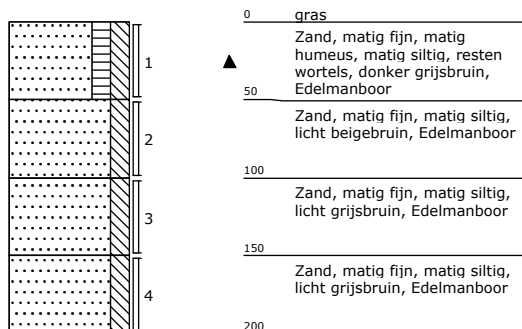 0 gras
Zand, matig fijn, matig
humeus, matig siltig, resten
wortels, donker grijsbruin,
Edelmanboor
1
50
Zand, matig fijn, matig siltig,
licht beigebruin, Edelmanboor
2
100
Zand, matig fijn, matig siltig,
licht grijsbruin, Edelmanboor
3
150
Zand, matig fijn, matig siltig,
licht grijsbruin, Edelmanboor
4
200